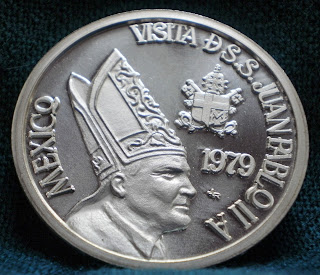 VISITA D S.S. JUAN PABLO II A
MEXICO
1979